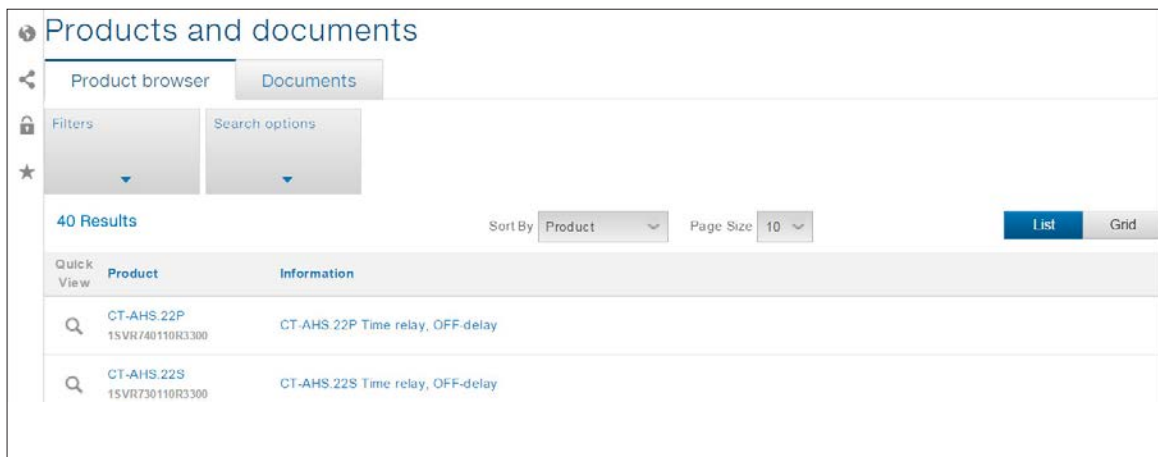 Products and documents
Product browser Documents
Filters Search options
40 Results Sort By Product Page Size 10 List Grid
Quick View Product Information
CT-AHS.22P
1SVR740110R3300 CT-AHS.22P Time relay, OFF-delay
CT-AHS.22S
1SVR730110R3300 CT-AHS.22S Time relay, OFF-delay